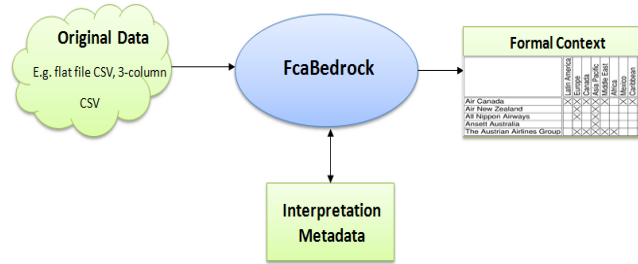 Original Data
E.g. flat file CSV, 3-column
CSV
FcaBedrock
Formal Context
Latin America
Europe
Canada
Asia Pacific
Middle East
Africa
Mexico
Caribbean
Air Canada
Air New Zealand
All Nippon Airways
Ansett Australia
The Austrian Airlines Group
Interpretation
Metadata